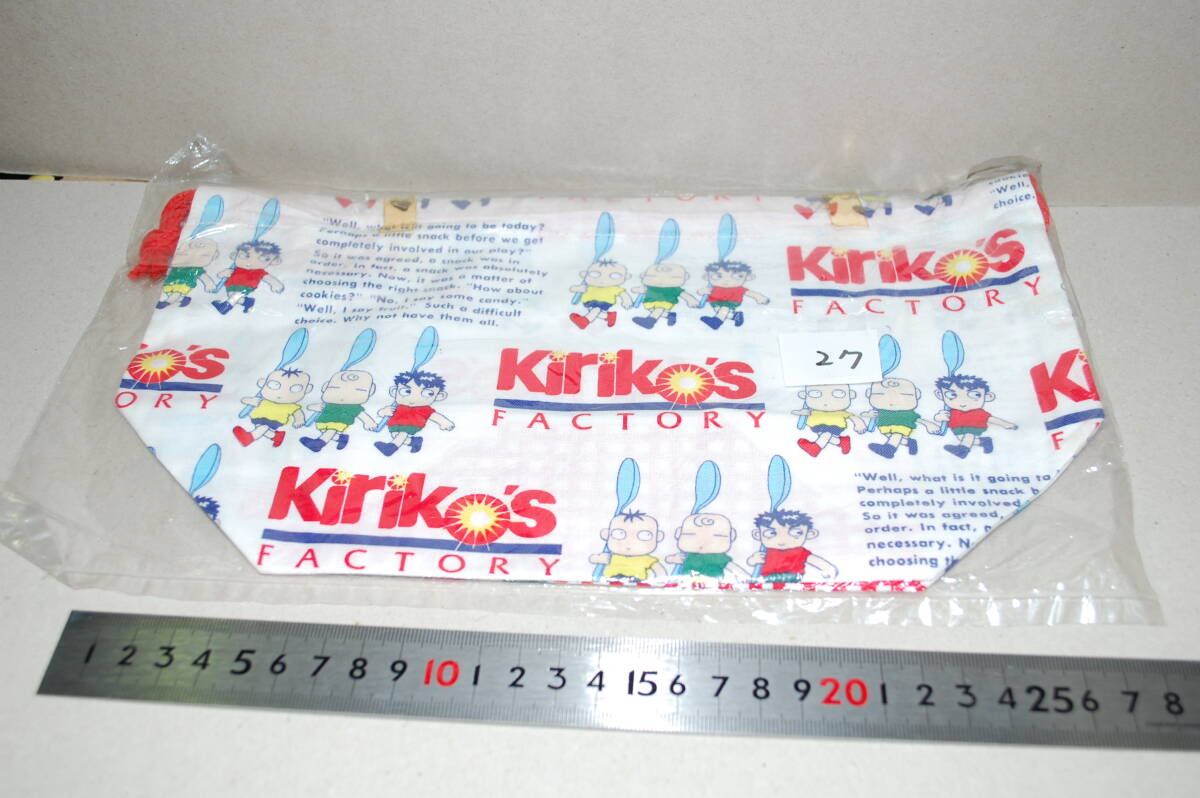 "Well, what is it going to be today?
Perhaps a little snack before we get
completely involved in our play?"
So it was agreed, a snack was in
order. In fact, a snack was absolutely
necessary. Now, it was a matter of
choosing the right snack. "How about
cookies?" "No, I say some candy."
"Well, I say fruit." Such a difficult
choice. Why not have them all.
FACTORY
"Well,
choice.
Kiriko's
FACTORY
27
Kiriko's
FACTORY
's
ORY
Ki
F
Kiriko's
FACTORY
"Well, what is it going to
Perhaps a little snack b
completely involved
So it was agreed,
order. In fact,
necessary. N
choosing th
1 2 3 4 5 6 7 8 9 10 1 2 3 4 15 6 7 8 9 20 1 2 3 4 25 6 7 8